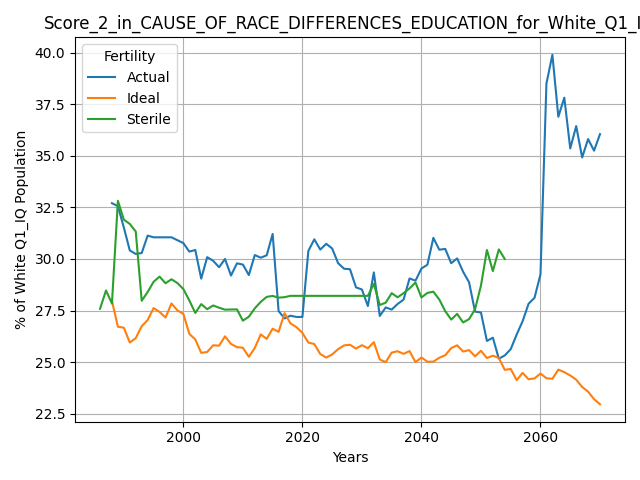 Score_2_in_CAUSE_OF_RACE_DIFFERENCES_EDUCATION_for_White_Q1_I
Fertility
Actual
Ideal
Sterile
% of White Q1_IQ Population
40.0
37.5
35.0
32.5
30.0
27.5
25.0
22.5
2000
2020
2040
2060
Years